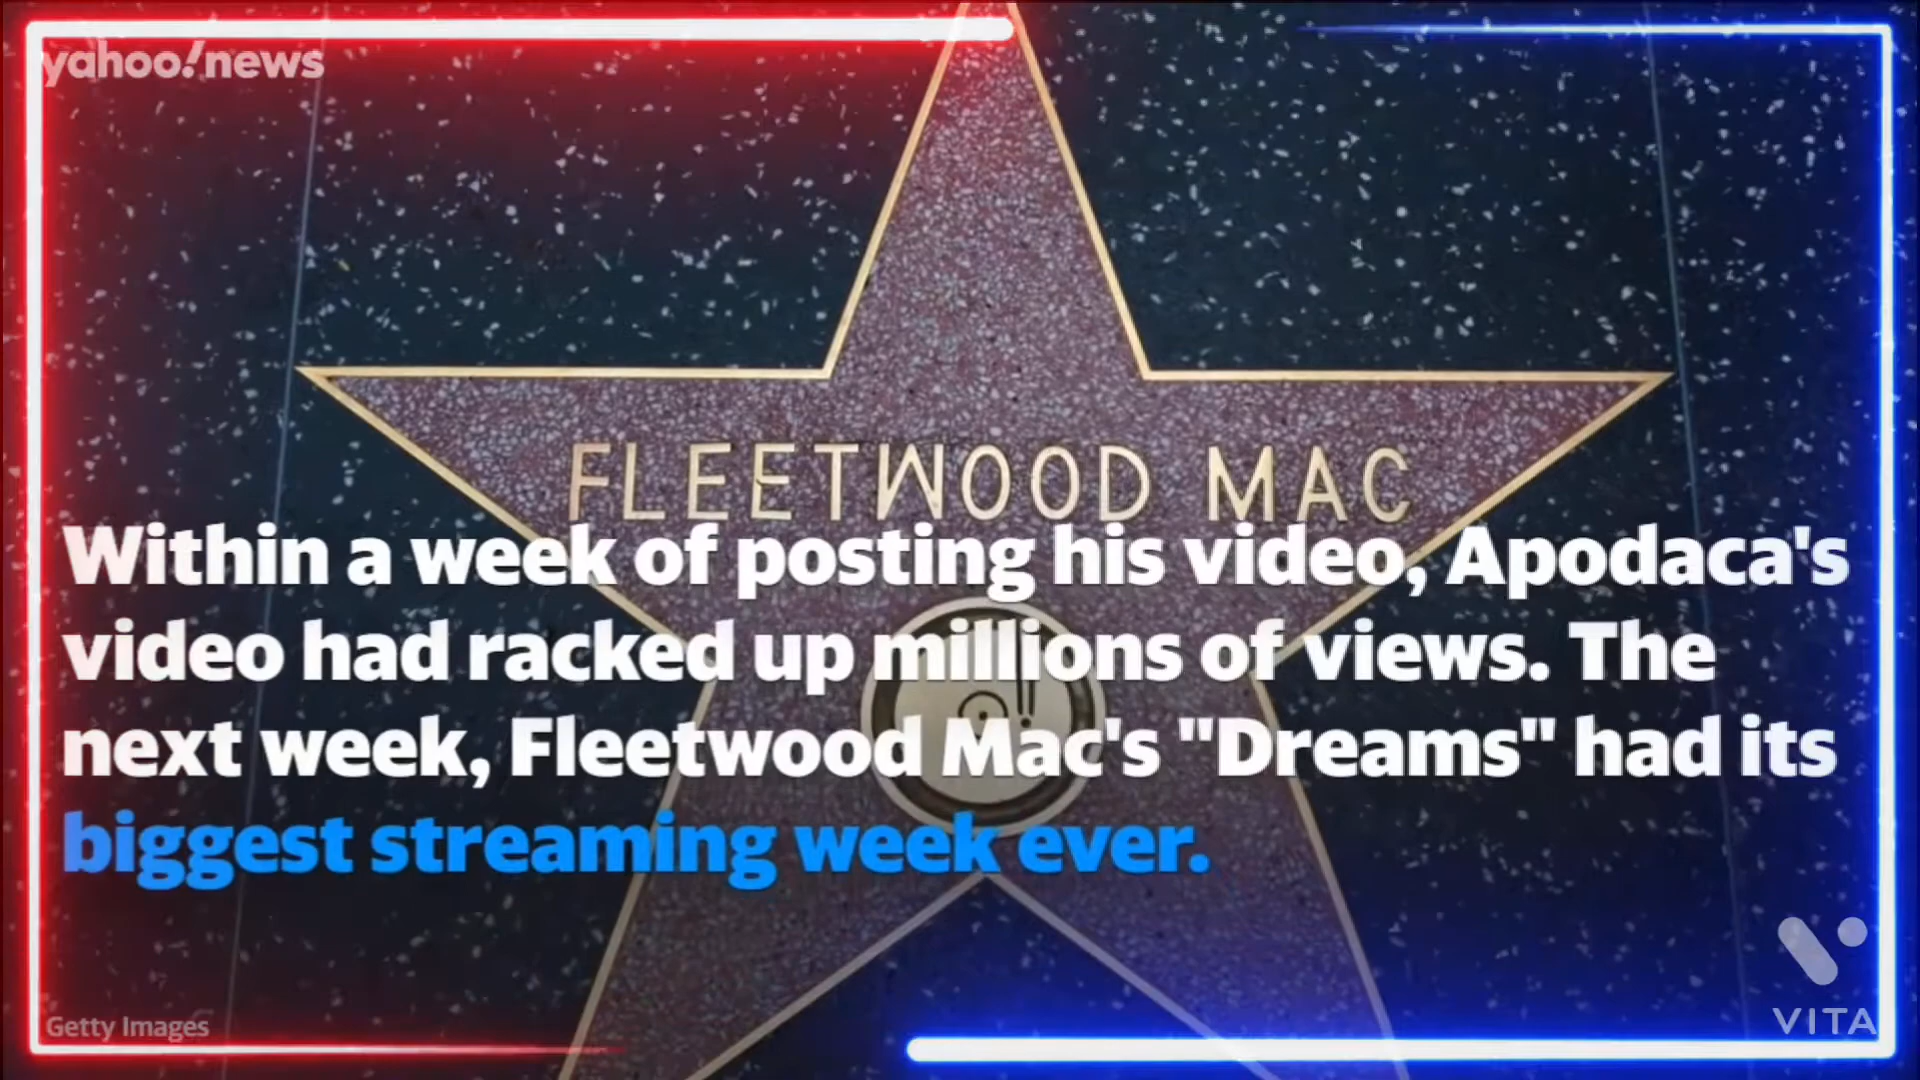 yahoo!news
FLEETWOOD MAC
Within a week of posting his video, Apodaca's
video had racked up millions of views. The
next week, Fleetwood Mac's "Dreams" had its
biggest streaming week ever.
Getty Images
VITA